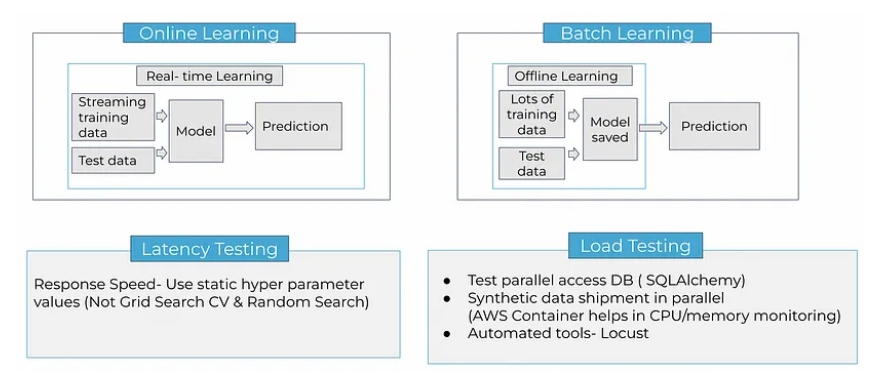 Online Learning
Real- time Learning
Streaming
training
data
Test data
Model
Prediction
Batch Learning
Offline Learning
Lots of
training
data
Test
data
Model
saved
Prediction
Latency Testing
Response Speed- Use static hyper parameter
values (Not Grid Search CV & Random Search)
Load Testing
● Test parallel access DB ( SQLAlchemy)
● Synthetic data shipment in parallel
(AWS Container helps in CPU/memory monitoring)
● Automated tools- Locust